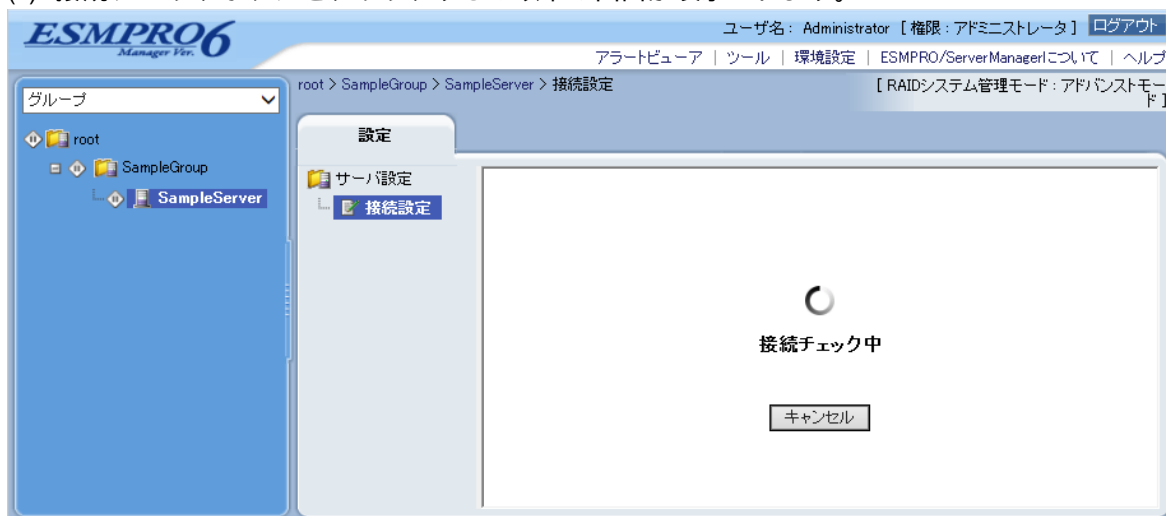 ESMPRO6
Manager Ver.
ユーザ名： Administrator [ 権限：アドミニストレータ ] ログアウト
アラートビューア | ツール | 環境設定 | ESMPRO/ServerManagerについて | ヘルプ
グループ
root > SampleGroup > SampleServer > 接続設定
[ RAIDシステム管理モード : アドバンストモード ]
root
SampleGroup
SampleServer
設定
サーバ設定
接続設定
接続チェック中
キャンセル